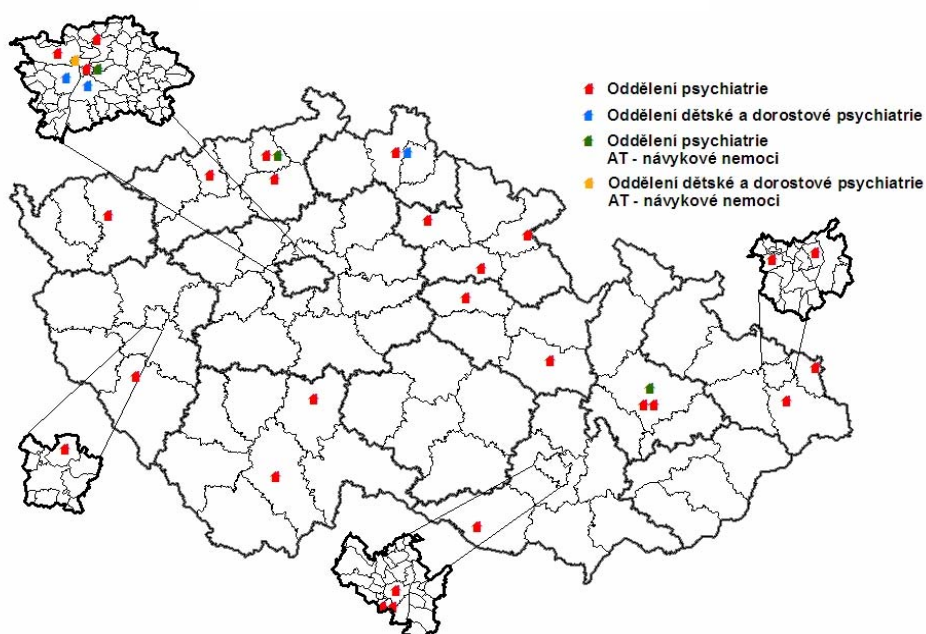 Oddělení psychiatrie
Oddělení dětské a dorostové psychiatrie
Oddělení psychiatrie
AT - návykové nemoci
Oddělení dětské a dorostové psychiatrie
AT - návykové nemoci